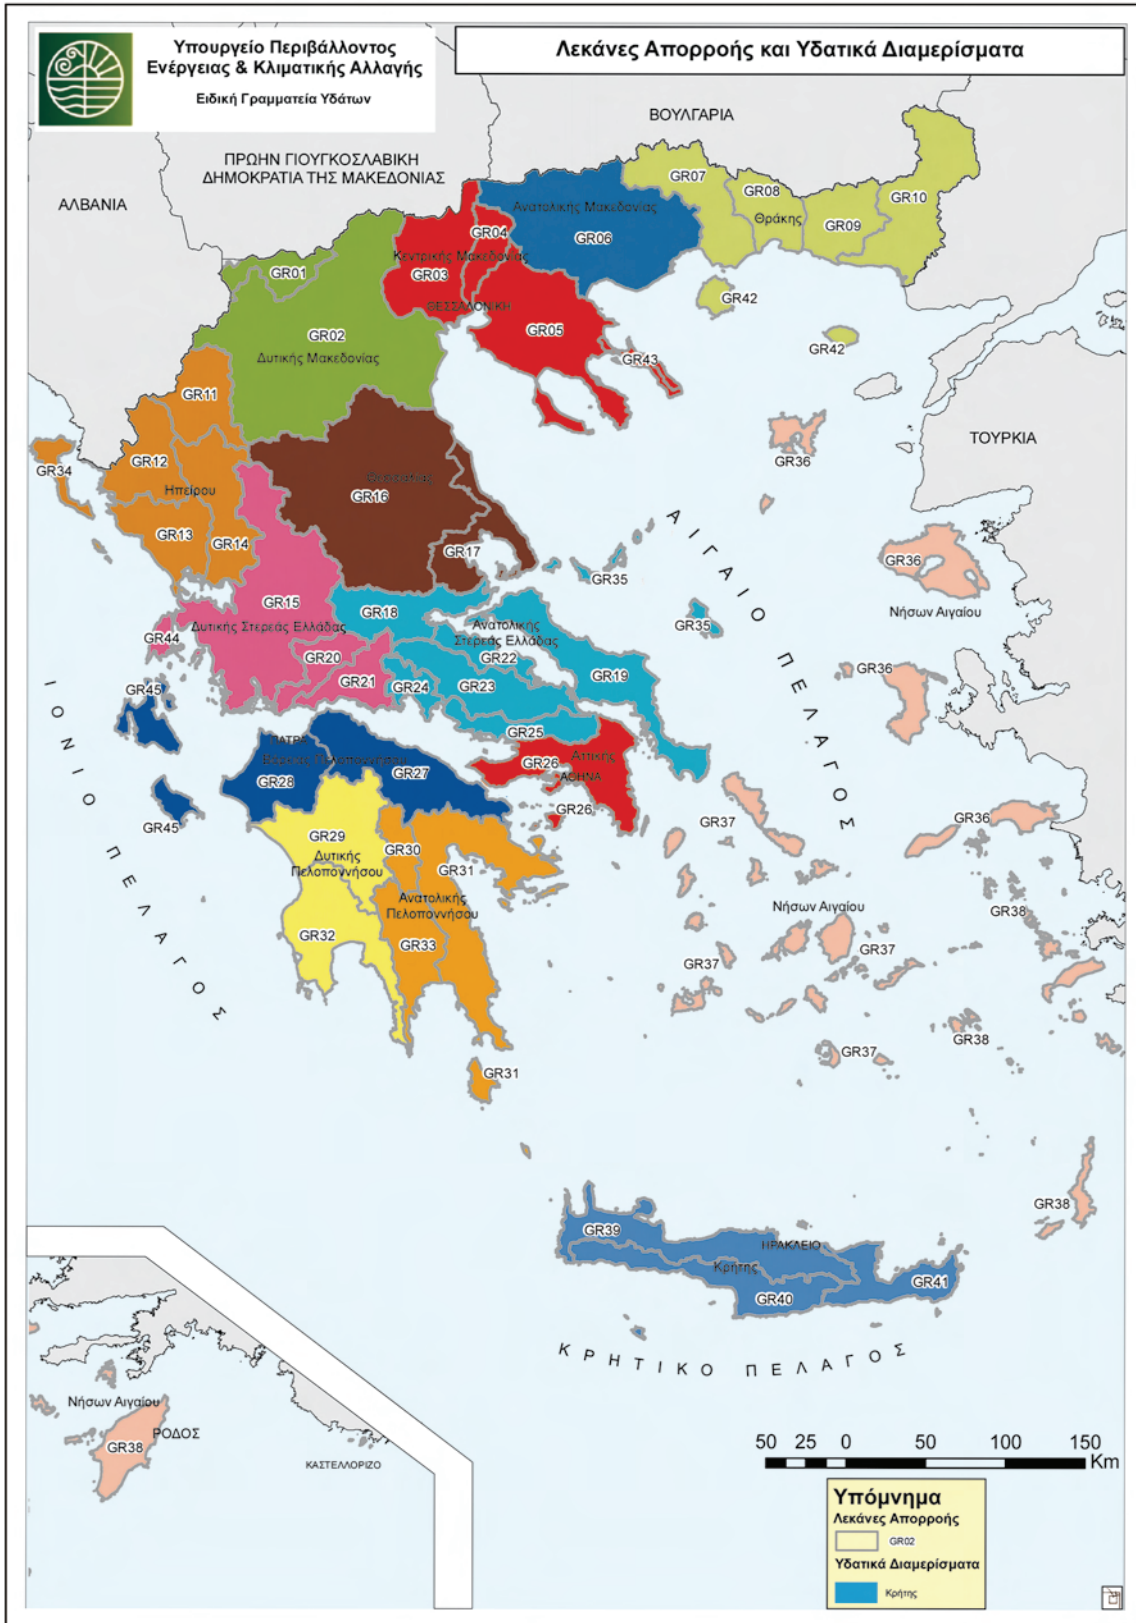 Υπουργείο Περιβάλλοντος
Ενέργειας & Κλιματικής Αλλαγής
Ειδική Γραμματεία Υδάτων
Λεκάνες Απορροής και Υδατικά Διαμερίσματα
ΒΟΥΛΓΑΡΙΑ
ΠΡΩΗΝ ΓΙΟΥΓΚΟΣΛΑΒΙΚΗ
ΔΗΜΟΚΡΑΤΙΑ ΤΗΣ ΜΑΚΕΔΟΝΙΑΣ
ΑΛΒΑΝΙΑ
GR07
GR08
GR10
Ανατολικής Μακεδονίας
Θράκης
GR09
GR04
GR06
Κεντρικής Μακεδονίας
GR01
GR03
GR42
ΘΕΣΣΑΛΟΝΙΚΗ
GR02
GR05
GR42
Δυτικής Μακεδονίας
GR43
GR11
ΤΟΥΡΚΙΑ
GR36
GR12
GR34
Θεσσαλίας
Ηπείρου
GR16
GR13
GR14
GR17
ΑΙΓΑΙΟ ΠΕΛΑΓΟΣ
GR36
GR35
GR15
Νήσων Αιγαίου
GR18
Δυτικής Στερεάς Ελλάδας
Ανατολικής
Στερεάς Ελλάδας
GR35
GR44
GR20
GR22
GR36
GR19
GR21
GR24
GR23
GR45
ΙΟΝΙΟ ΠΕΛΑΓΟΣ
GR25
ΠΑΤΡΑ
Βόρειας Πελοποννήσου
Αττικής
GR26
ΑΘΗΝΑ
GR27
GR28
GR26
GR45
GR37
GR36
GR29
GR30
Δυτικής
Πελοποννήσου
GR31
Ανατολικής
Πελοποννήσου
Νήσων Αιγαίου
GR38
GR32
GR33
GR37
GR37
GR38
GR37
GR31
GR38
GR39
ΗΡΑΚΛΕΙΟ
Κρήτης
GR41
GR40
ΚΡΗΤΙΚΟ ΠΕΛΑΓΟΣ
Νήσων Αιγαίου
ΡΟΔΟΣ
GR38
ΚΑΣΤΕΛΛΟΡΙΖΟ
50 25 0 50 100 150
Km
Υπόμνημα
Λεκάνες Απορροής
GR02
Υδατικά Διαμερίσματα
Κρήτης